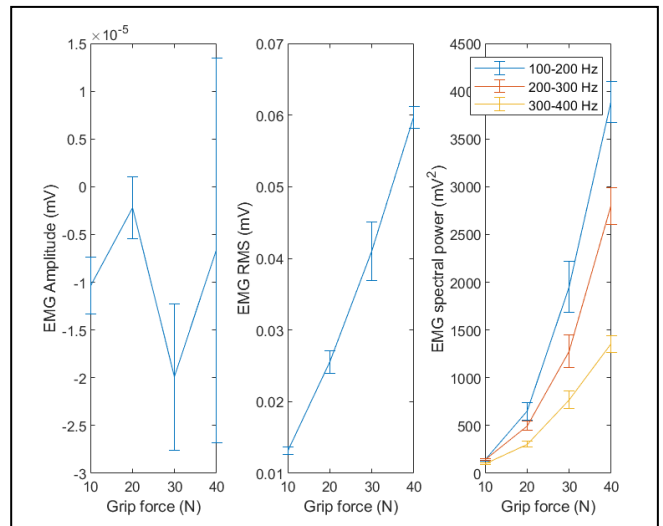 ×10^-5
1.5
1
0.5
0
-0.5
-1
-1.5
-2
-2.5
-3
10 20 30 40
EMG Amplitude (mV)
Grip force (N)
0.07
0.06
0.05
0.04
0.03
0.02
0.01
10 20 30 40
EMG RMS (mV)
Grip force (N)
4500
4000
3500
3000
2500
2000
1500
1000
500
0
10 20 30 40
EMG spectral power (mV²)
Grip force (N)
100-200 Hz
200-300 Hz
300-400 Hz